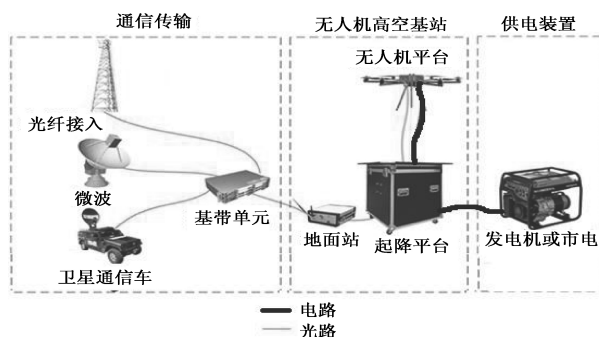 通信传输
无人机高空基站
供电装置
无人机平台
光纤接入
微波
基带单元
地面站
起降平台
发电机或市电
卫星通信车
电路
光路